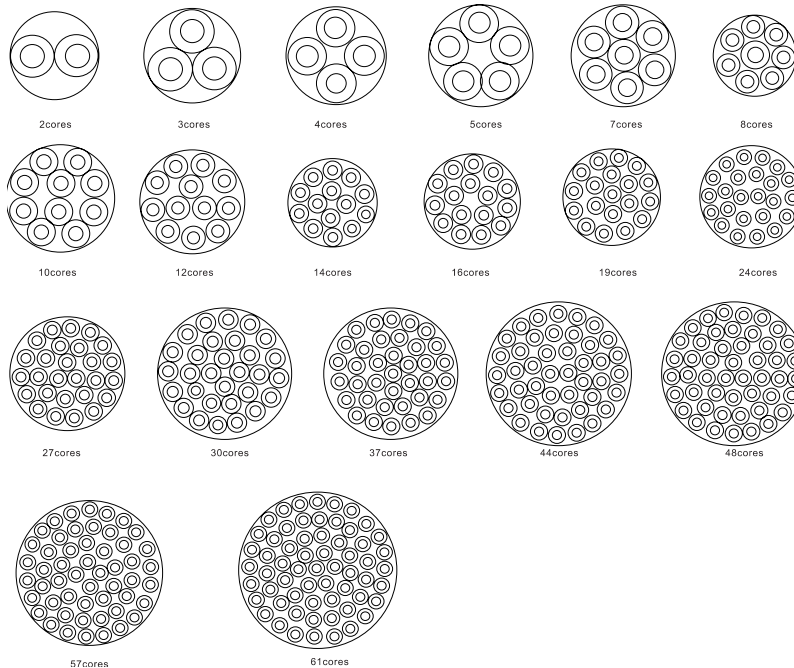 2cores
3cores
4cores
5cores
7cores
8cores
10cores
12cores
14cores
16cores
19cores
24cores
27cores
30cores
37cores
44cores
48cores
57cores
61cores